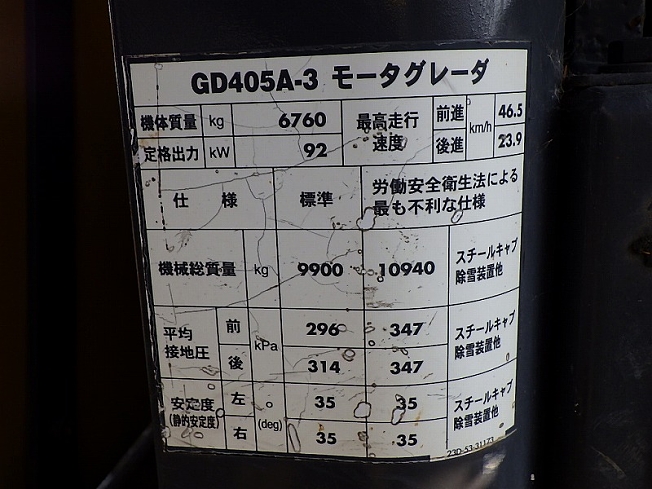 GD405A-3 モータグレーダ
機体質量 kg 6760 最高走行速度 前進 km/h 46.5
定格出力 kW 92 後進 23.9
仕様 標準 労働安全衛生法による
最も不利な仕様
機械総質量 kg 9900 10940 スチールキャブ
除雪装置他
平均接地圧 前 kPa 296 347 スチールキャブ
後 314 347 除雪装置他
安定度 左 (deg) 35 35 スチールキャブ
(静的安定度) 右 35 35 除雪装置他
23D-53-31173